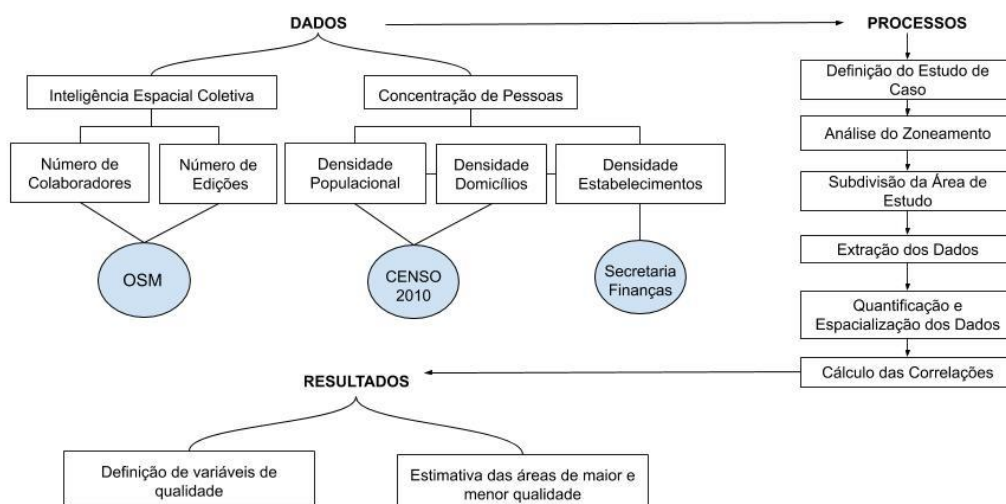 DADOS
PROCESSOS
Inteligência Espacial Coletiva
Concentração de Pessoas
Número de
Colaboradores
Número de
Edições
Densidade
Populacional
Densidade
Domicílios
Densidade
Estabelecimentos
OSM
CENSO
2010
Secretaria
Finanças
Definição do Estudo de
Caso
Análise do Zoneamento
Subdivisão da Área de
Estudo
Extração dos Dados
Quantificação e
Espacialização dos Dados
Cálculo das Correlações
RESULTADOS
Definição de variáveis de
qualidade
Estimativa das áreas de maior e
menor qualidade